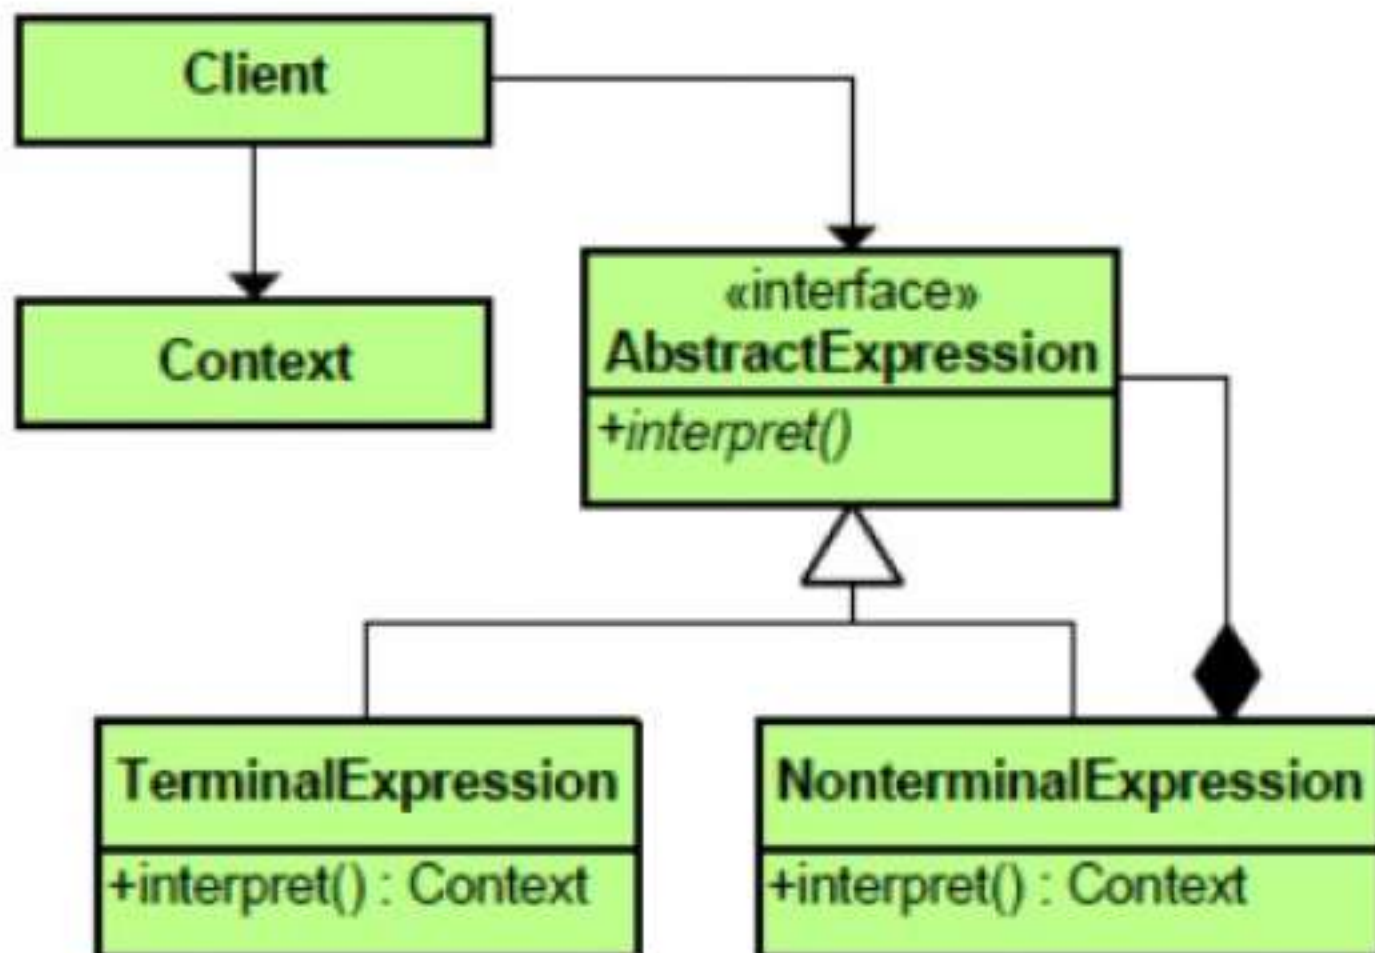 Client
Context
«interface»
AbstractExpression
+interpret()
TerminalExpression
+interpret() : Context
NonterminalExpression
+interpret() : Context